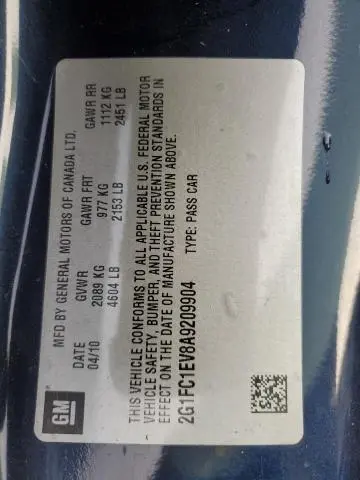 GM
MFD BY GENERAL MOTORS OF CANADA LTD.
DATE GVWR GAWR FRT GAWR RR
04/10 2089 KG 977 KG 1112 KG
4604 LB 2153 LB 2451 LB
THIS VEHICLE CONFORMS TO ALL APPLICABLE U.S. FEDERAL MOTOR
VEHICLE SAFETY, BUMPER, AND THEFT PREVENTION STANDARDS IN
EFFECT ON THE DATE OF MANUFACTURE SHOWN ABOVE.
2G1FC1EV8A9209904 TYPE: PASS CAR